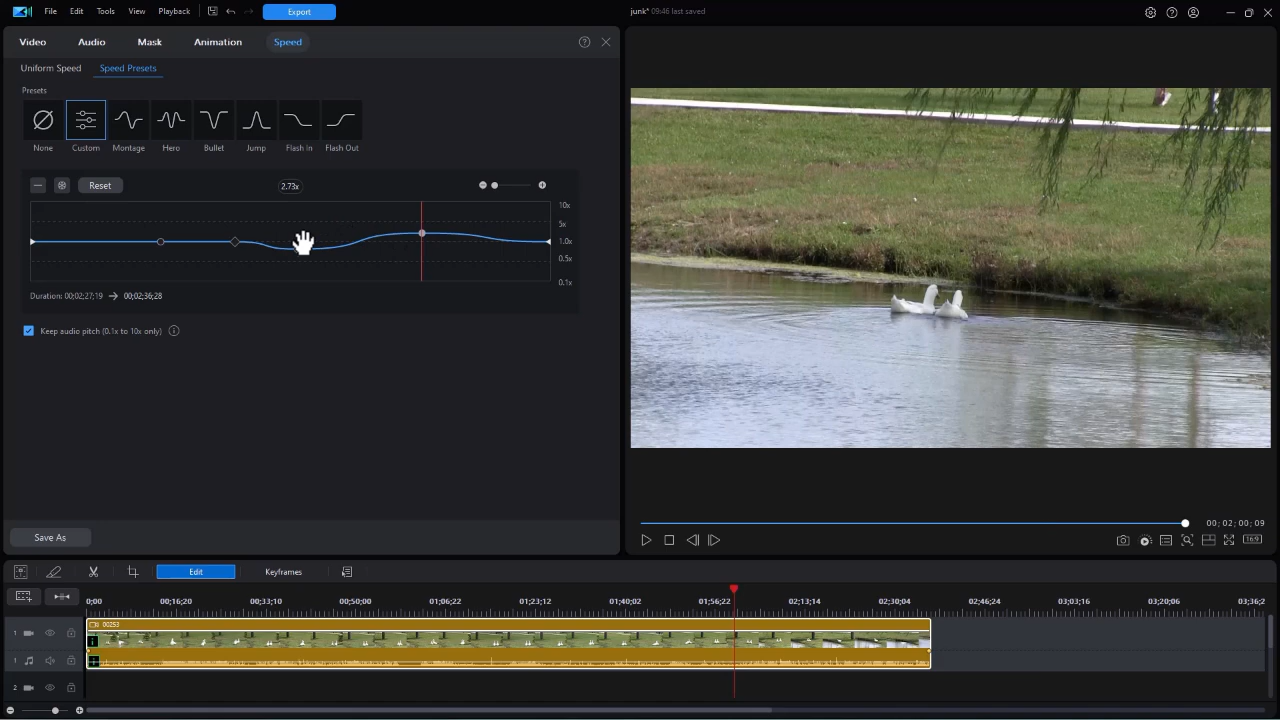 File Edit Tools View Playback Export junk* 09:46 last saved
Video Audio Mask Animation Speed
Uniform Speed Speed Presets
Presets
None Custom Montage Hero Bullet Jump Flash In Flash Out
Reset 2.73x
10x
5x
1.0x
0.5x
0.1x
Duration: 00;02;27;19 → 00;02;36;28
Keep audio pitch (0.1x to 10x only)
Save As
00; 02; 00; 09
16:9
Edit Keyframes
0;00 00;16;20 00;33;10 00;50;00 01;06;22 01;23;12 01;40;02 01;56;22 02;13;14 02;30;04 02;46;24 03;03;16 03;20;06 03;36;2
1 00253
1
2